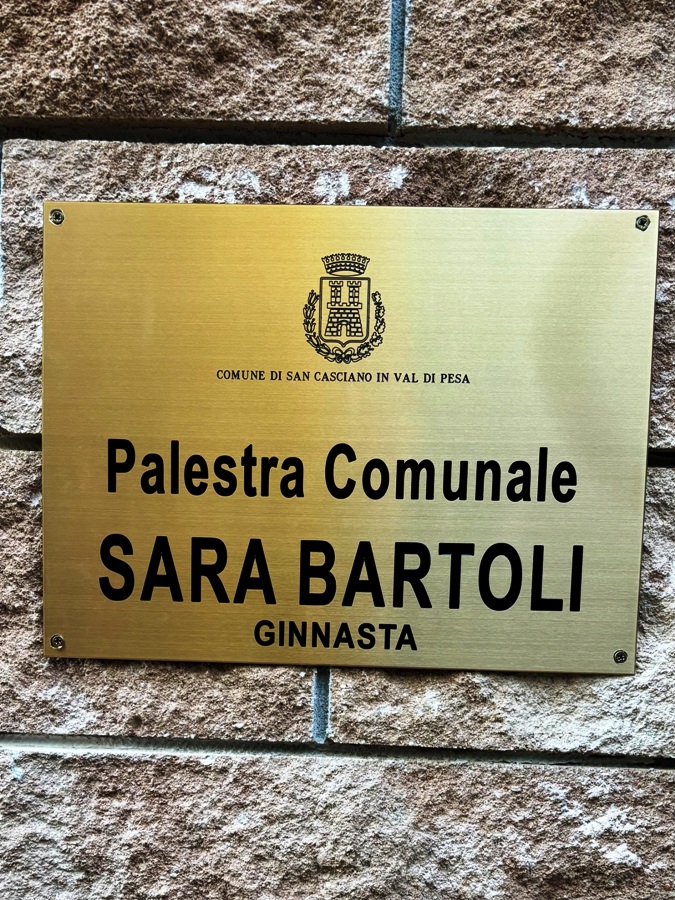 COMUNE DI SAN CASCIANO IN VAL DI PESA
Palestra Comunale
SARA BARTOLI
GINNASTA